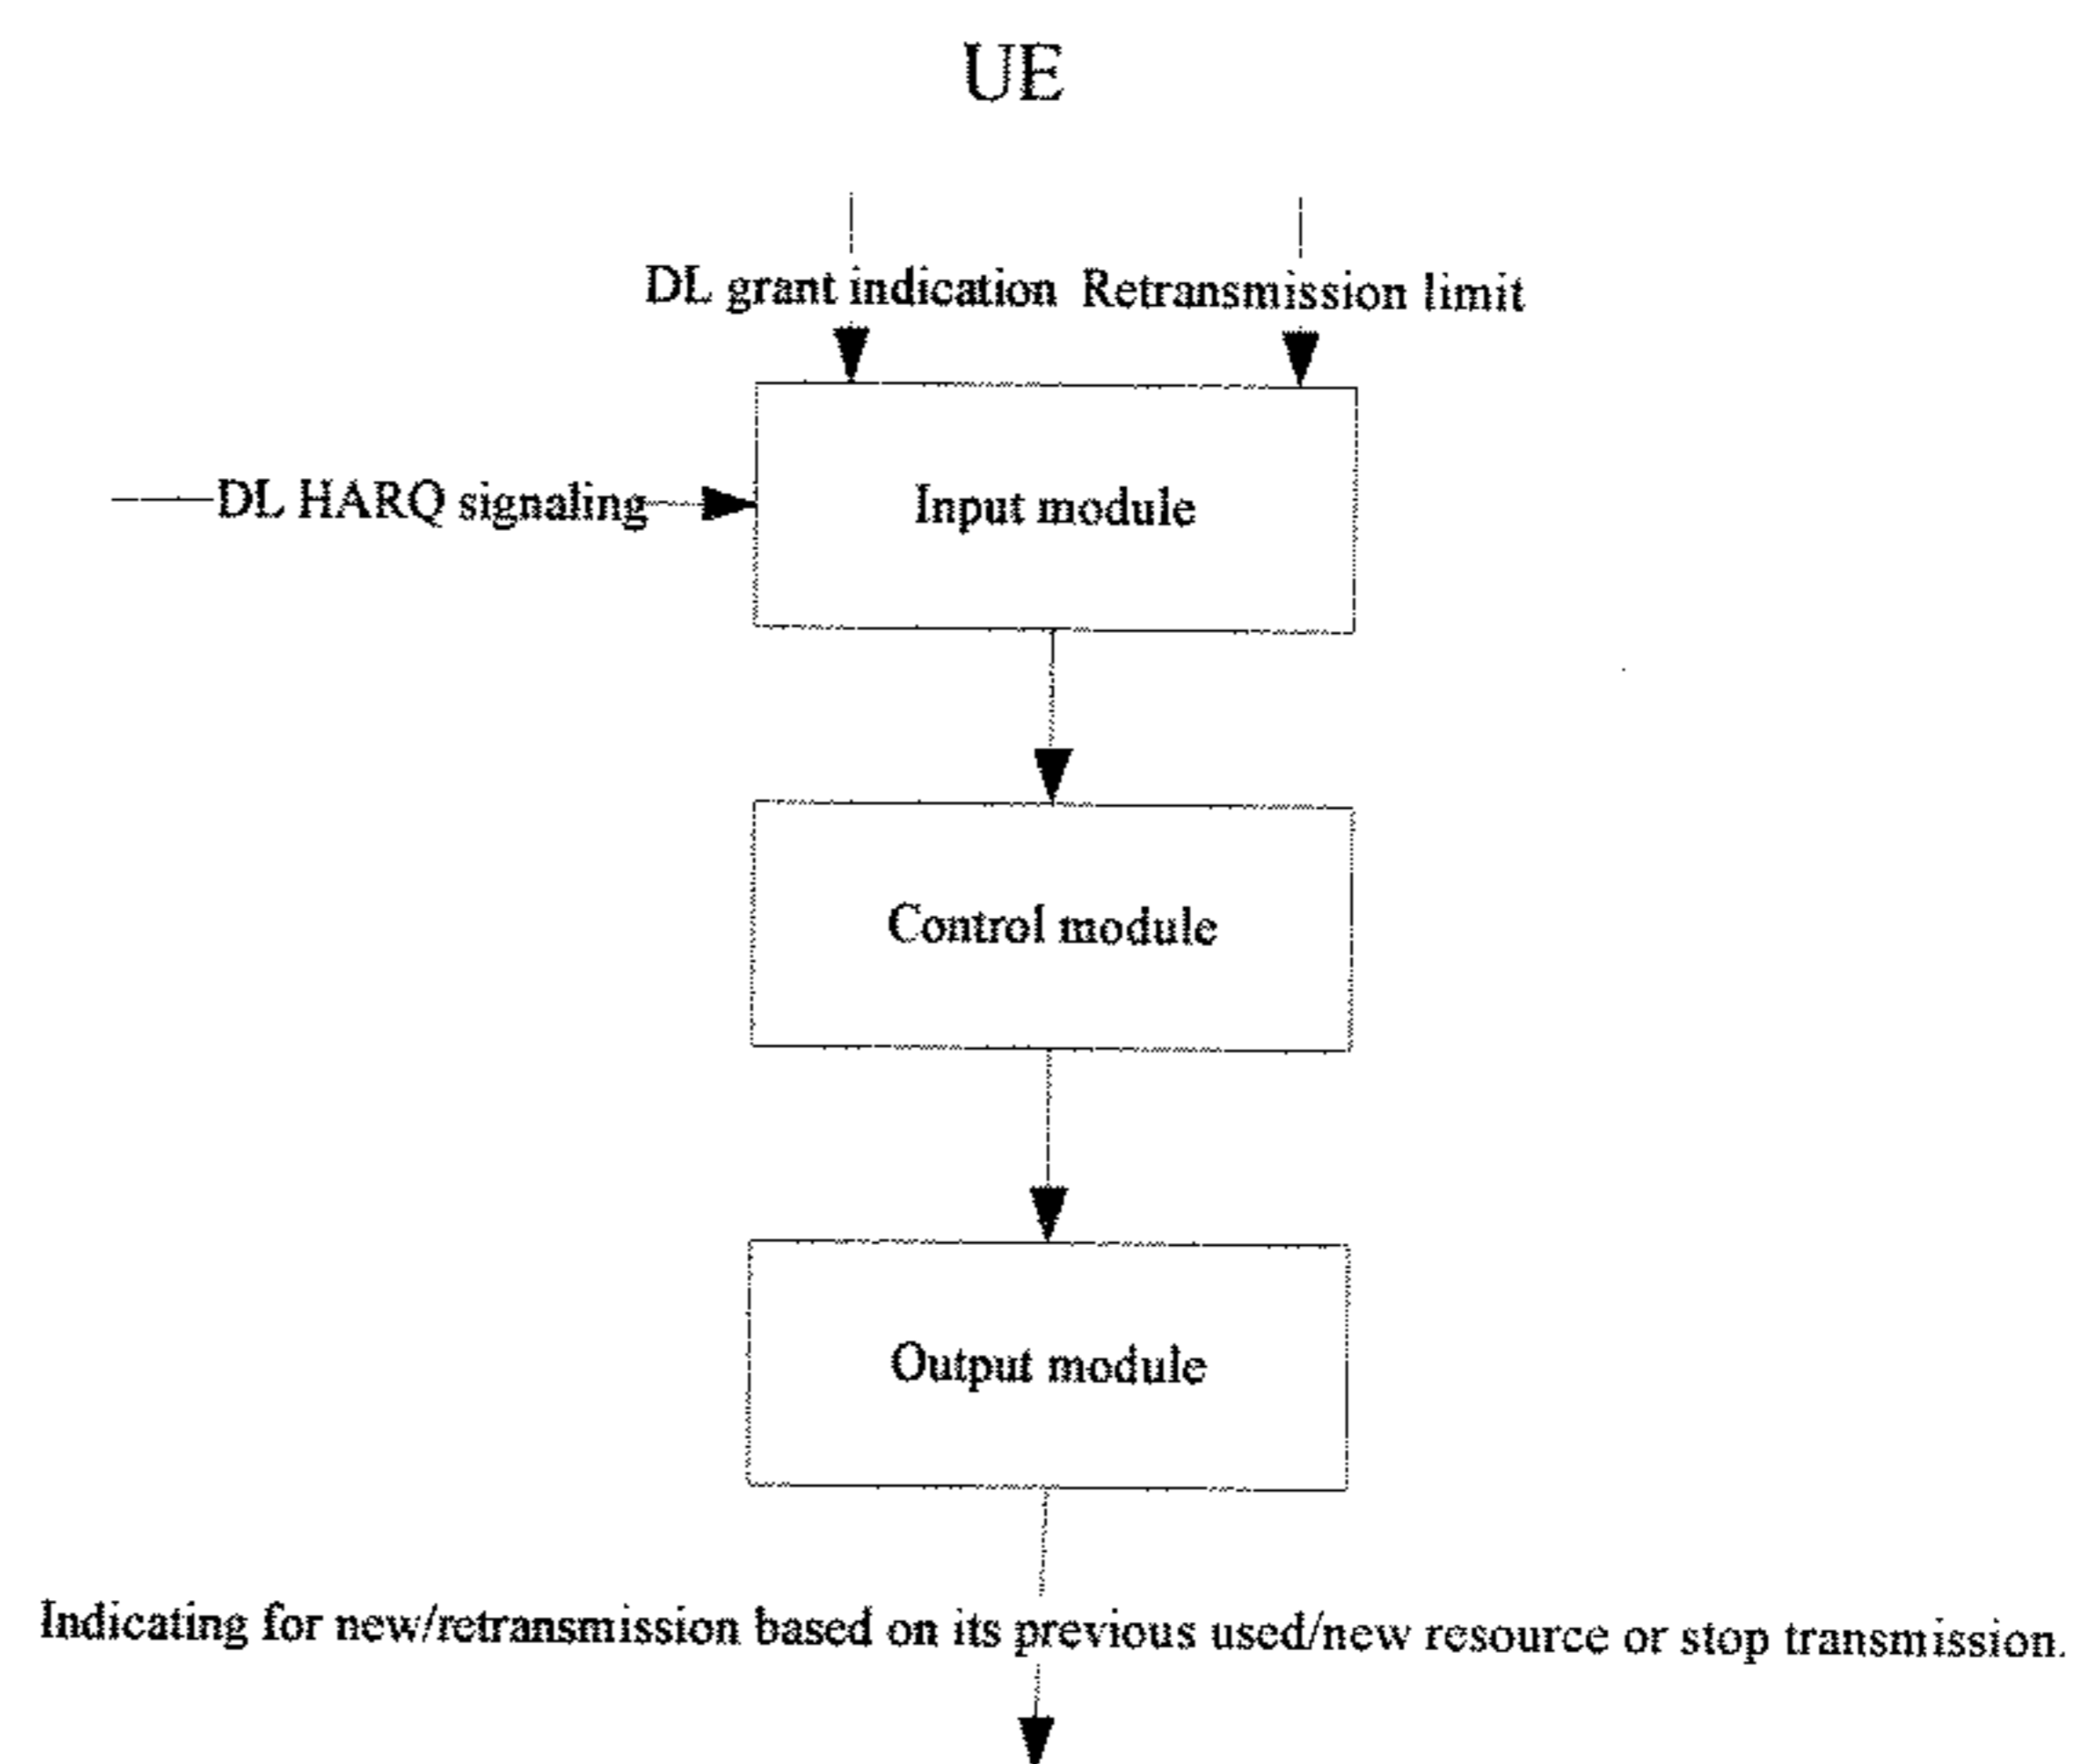 UE
DL grant indication Retransmission limit
DL HARQ signaling
Input module
Control module
Output module
Indicating for new/retransmission based on its previous used/new resource or stop transmission.